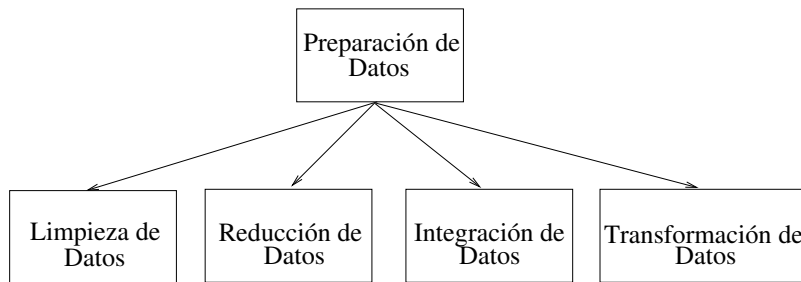 Preparación de
Datos
Limpieza de
Datos
Reducción de
Datos
Integración de
Datos
Transformación de
Datos